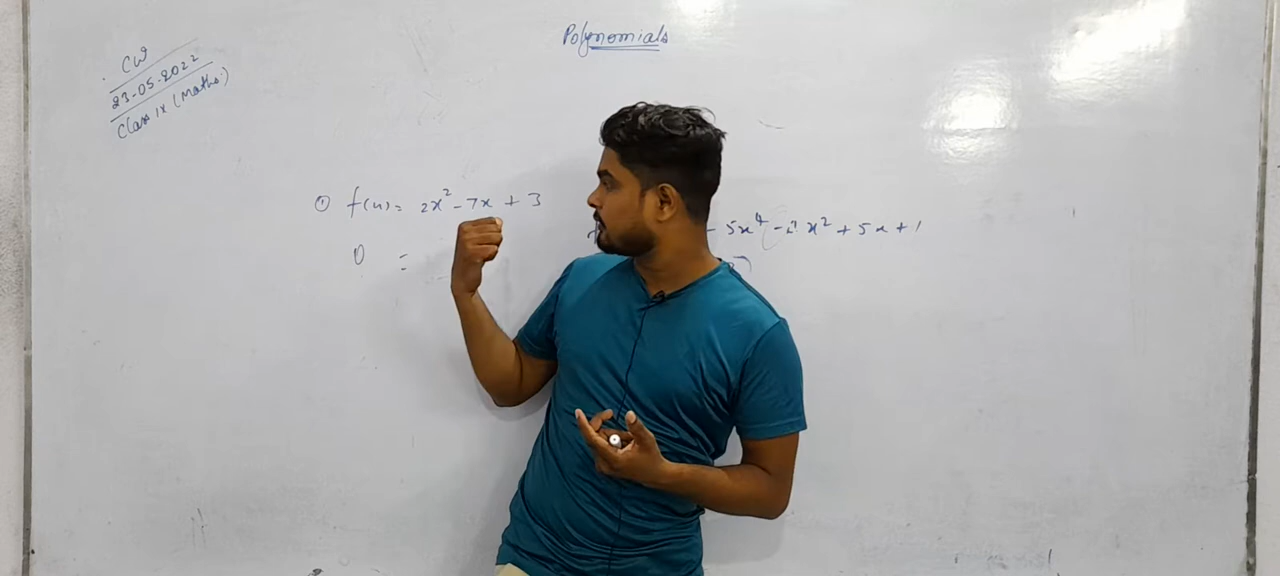 Polynomials
CW
23-05-2022
Class IX (Maths)
① f(x) = 2x² - 7x + 3
- 5x⁴ - 2x² + 5x + 1
0 =